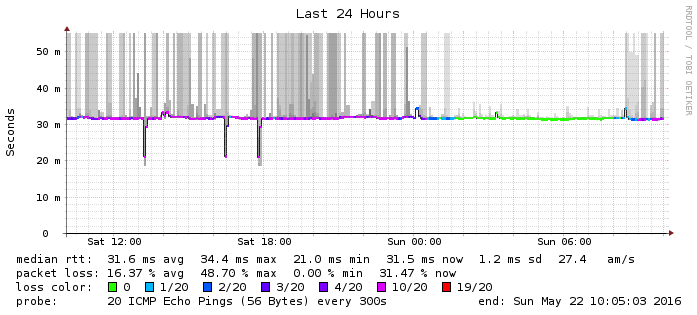 Last 24 Hours
RRDTOOL / TOBI OETIKER
Seconds
50 m
40 m
30 m
20 m
10 m
0
Sat 12:00 Sat 18:00 Sun 00:00 Sun 06:00
median rtt: 31.6 ms avg 34.4 ms max 21.0 ms min 31.5 ms now 1.2 ms sd 27.4 am/s
packet loss: 16.37 % avg 48.70 % max 0.00 % min 31.47 % now
loss color: 0 1/20 2/20 3/20 4/20 10/20 19/20
probe: 20 ICMP Echo Pings (56 Bytes) every 300s end: Sun May 22 10:05:03 2016